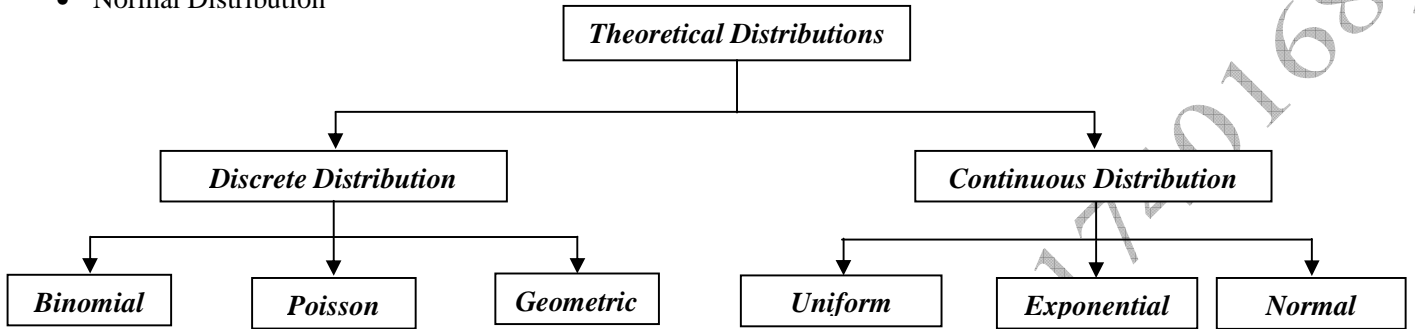 • Normal Distribution
Theoretical Distributions
Discrete Distribution
Continuous Distribution
Binomial
Poisson
Geometric
Uniform
Exponential
Normal